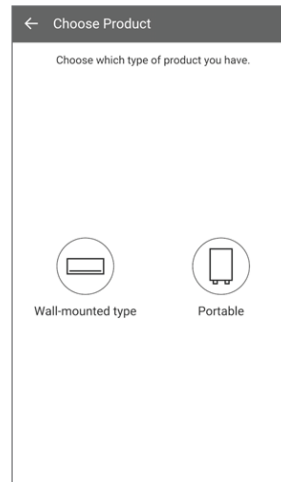 Choose Product
Choose which type of product you have.
Wall-mounted type
Portable